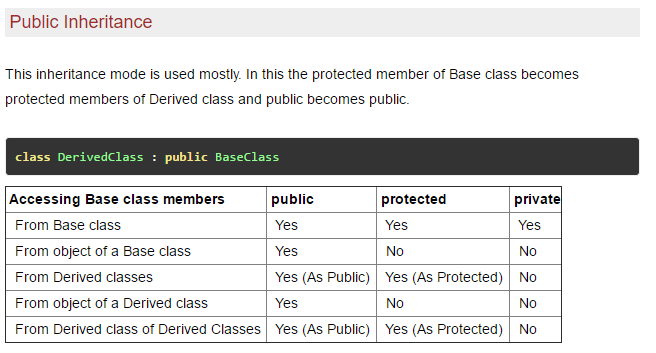 Public Inheritance
This inheritance mode is used mostly. In this the protected member of Base class becomes
protected members of Derived class and public becomes public.
class DerivedClass : public BaseClass
Accessing Base class members public protected private
From Base class Yes Yes Yes
From object of a Base class Yes No No
From Derived classes Yes (As Public) Yes (As Protected) No
From object of a Derived class Yes No No
From Derived class of Derived Classes Yes (As Public) Yes (As Protected) No